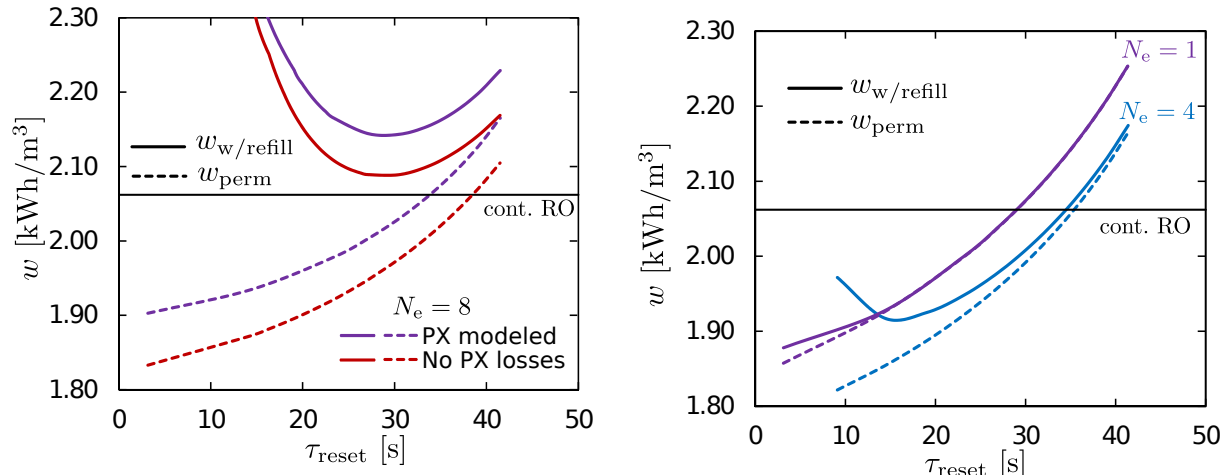 2.30
2.20
2.10
2.00
1.90
1.80
w [kWh/m³]
w_w/refill
w_perm
cont. RO
N_e = 8
PX modeled
No PX losses
0 10 20 30 40 50
τ_reset [s]
2.30
2.20
2.10
2.00
1.90
1.80
w [kWh/m³]
N_e = 1
w_w/refill
N_e = 4
w_perm
cont. RO
0 10 20 30 40 50
τ_reset [s]